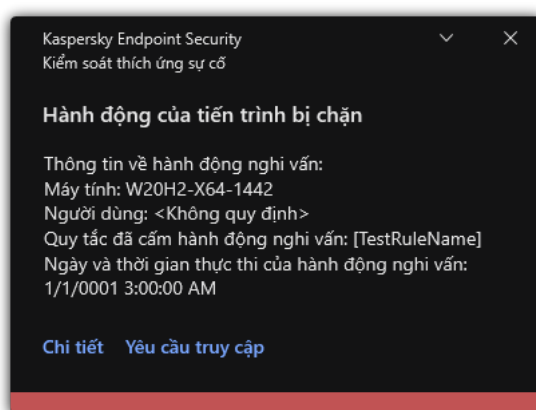 Kaspersky Endpoint Security
Kiểm soát thích ứng sự cố
Hành động của tiến trình bị chặn
Thông tin về hành động nghi vấn:
Máy tính: W20H2-X64-1442
Người dùng: <Không quy định>
Quy tắc đã cấm hành động nghi vấn: [TestRuleName]
Ngày và thời gian thực thi của hành động nghi vấn:
1/1/0001 3:00:00 AM
Chi tiết Yêu cầu truy cập